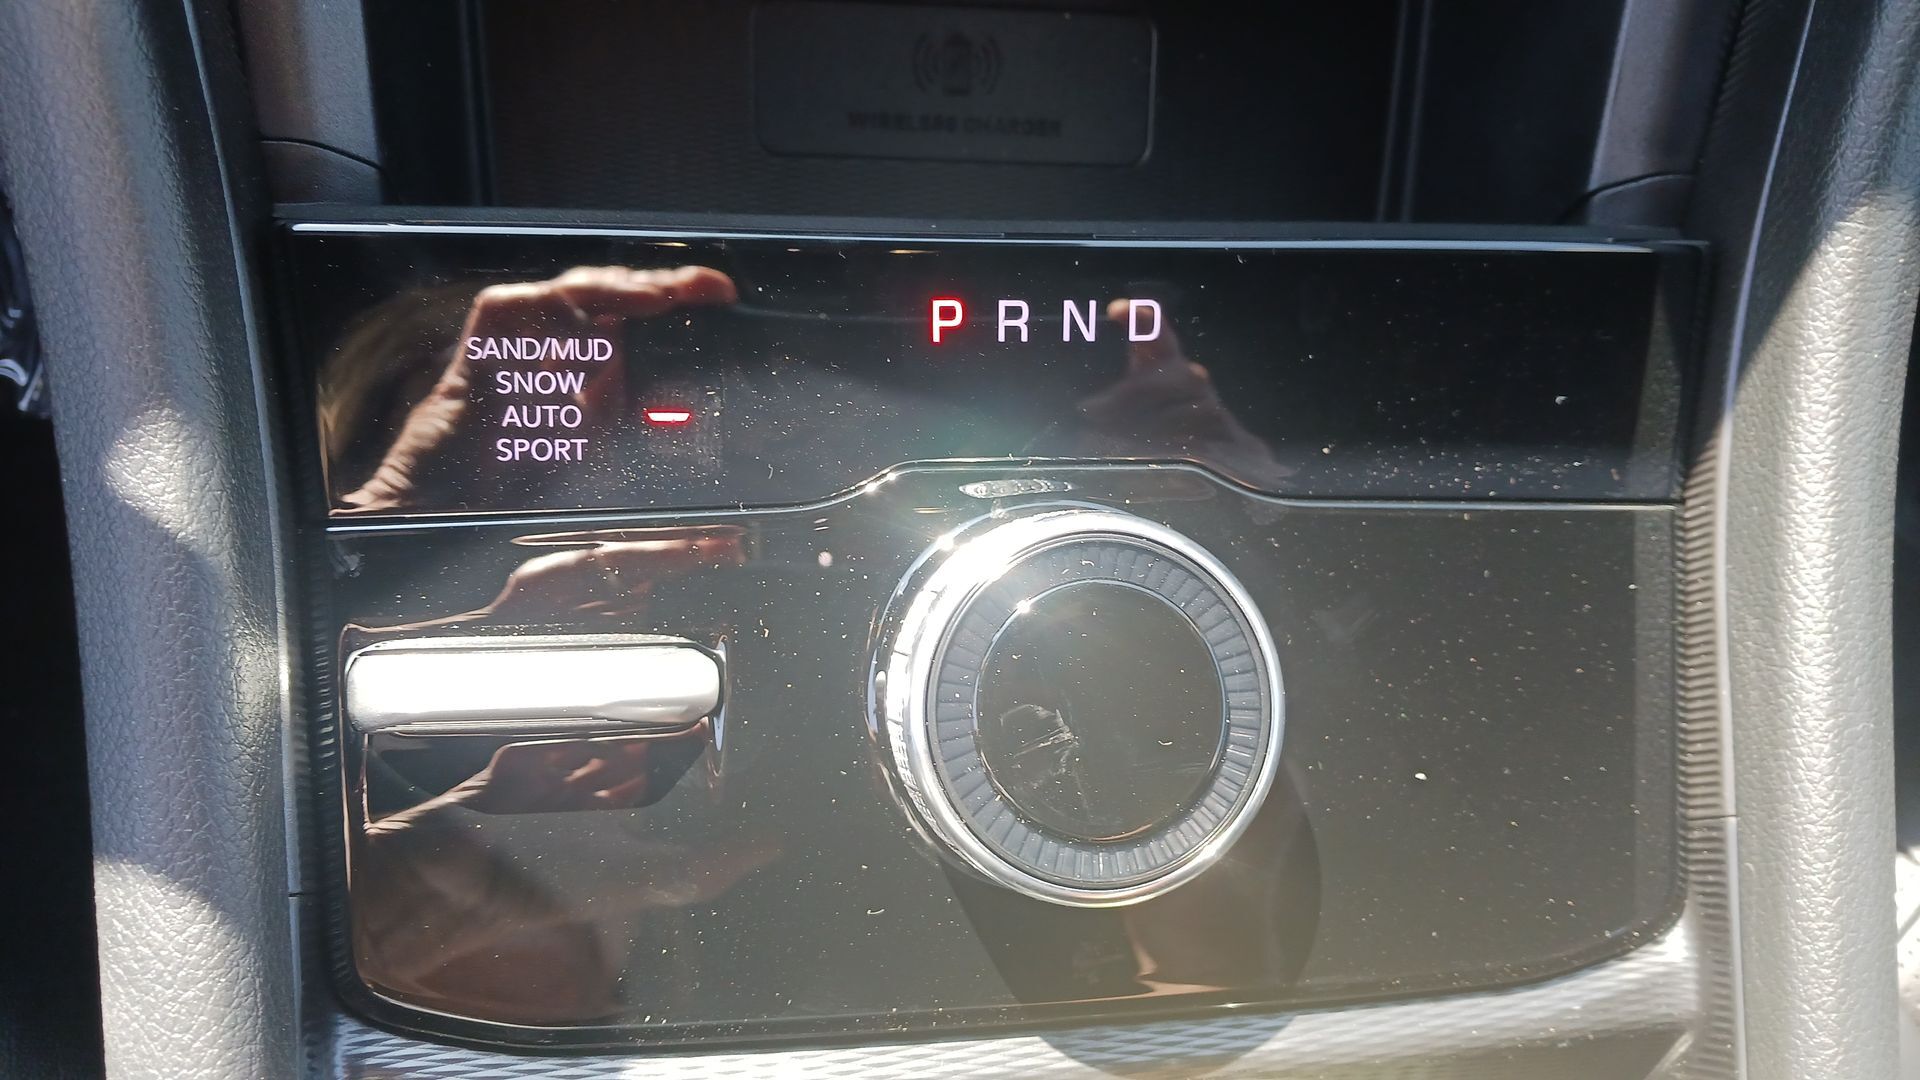 WIRELESS CHARGER
P R N D
SAND/MUD
SNOW
AUTO
SPORT